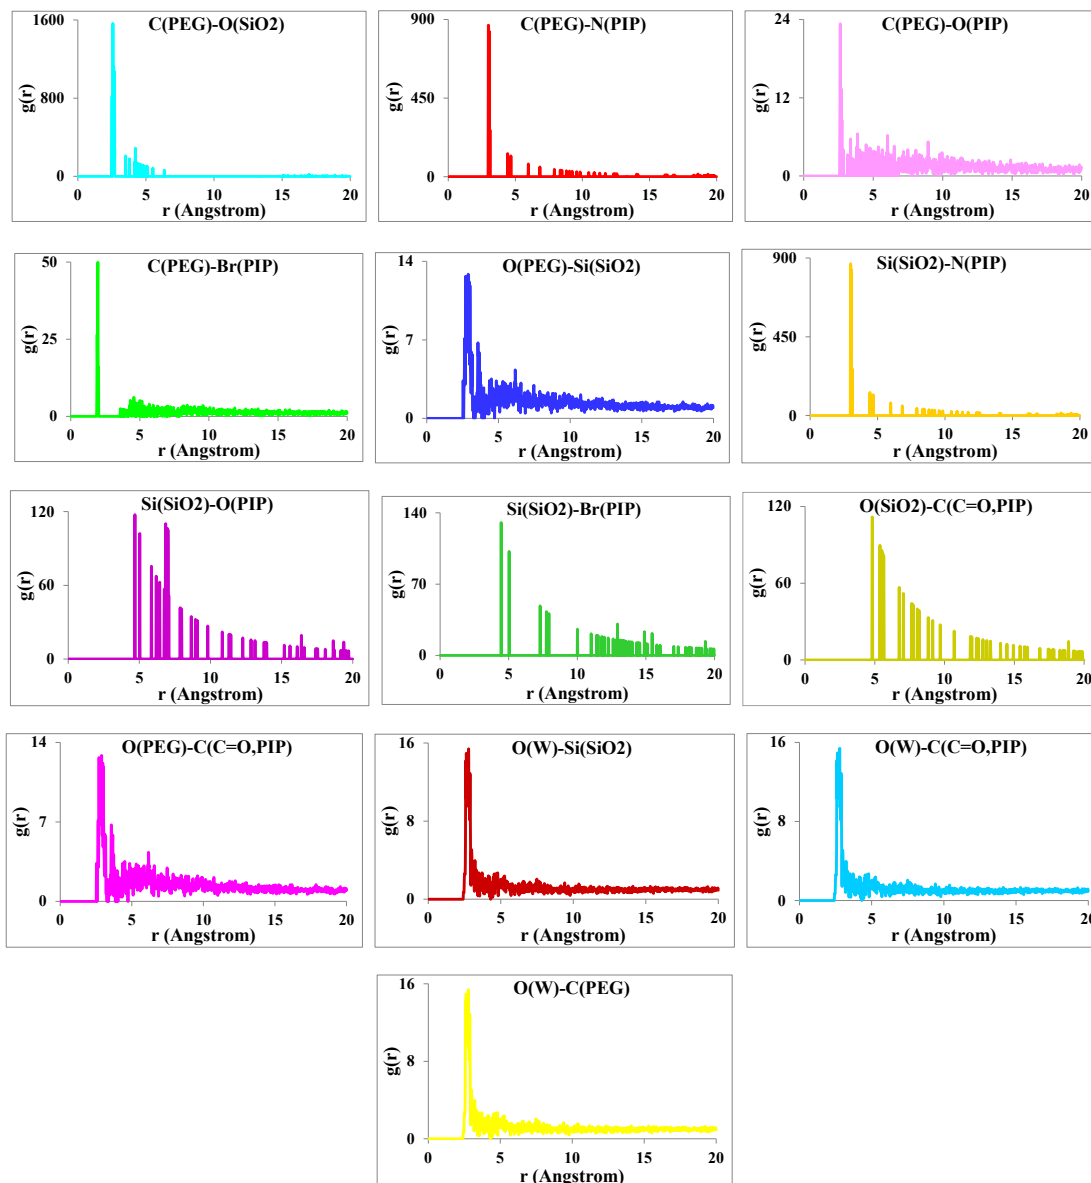 C(PEG)-O(SiO2)
1600
800
0
g(r)
0 5 10 15 20
r (Angstrom)
C(PEG)-N(PIP)
900
450
0
g(r)
0 5 10 15 20
r (Angstrom)
C(PEG)-O(PIP)
24
12
0
g(r)
0 5 10 15 20
r (Angstrom)
C(PEG)-Br(PIP)
50
25
0
g(r)
0 5 10 15 20
r (Angstrom)
O(PEG)-Si(SiO2)
14
7
0
g(r)
0 5 10 15 20
r (Angstrom)
Si(SiO2)-N(PIP)
900
450
0
g(r)
0 5 10 15 20
r (Angstrom)
Si(SiO2)-O(PIP)
120
60
0
g(r)
0 5 10 15 20
r (Angstrom)
Si(SiO2)-Br(PIP)
140
70
0
g(r)
0 5 10 15 20
r (Angstrom)
O(SiO2)-C(C=O,PIP)
120
60
0
g(r)
0 5 10 15 20
r (Angstrom)
O(PEG)-C(C=O,PIP)
14
7
0
g(r)
0 5 10 15 20
r (Angstrom)
O(W)-Si(SiO2)
16
8
0
g(r)
0 5 10 15 20
r (Angstrom)
O(W)-C(C=O,PIP)
16
8
0
g(r)
0 5 10 15 20
r (Angstrom)
O(W)-C(PEG)
16
8
0
g(r)
0 5 10 15 20
r (Angstrom)